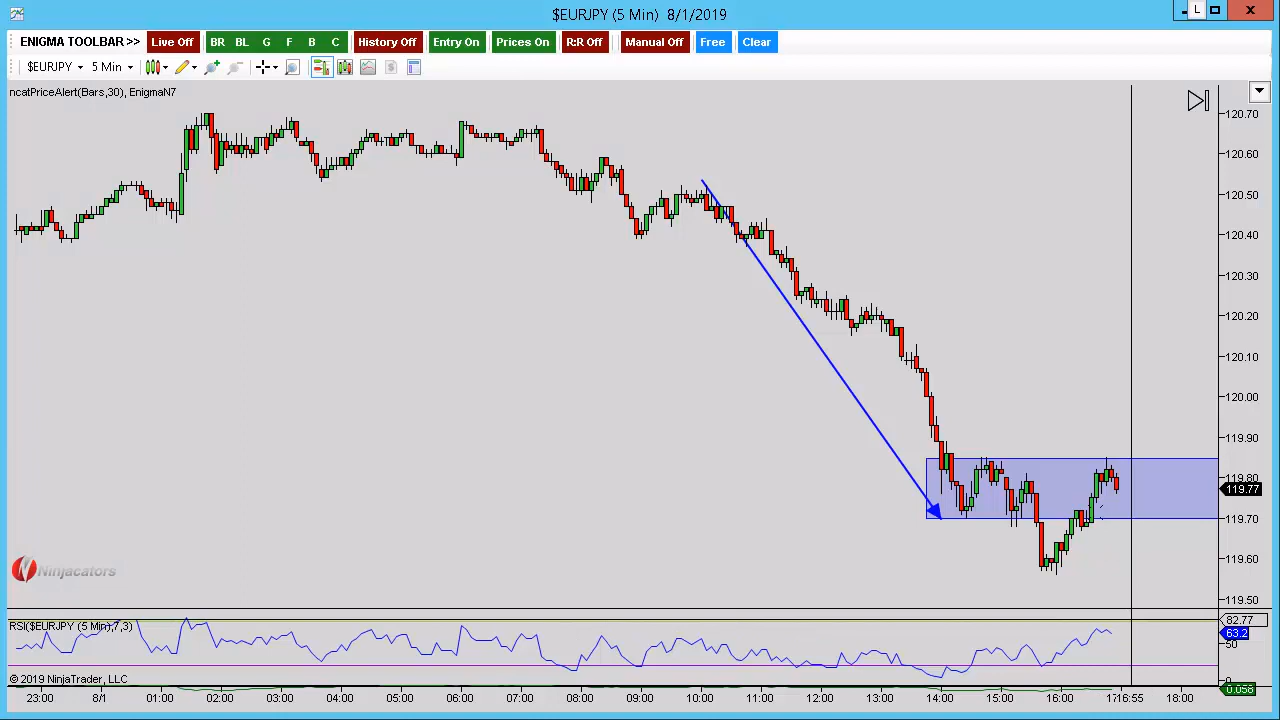 $EURJPY (5 Min) 8/1/2019
L
ENIGMA TOOLBAR >> Live Off BR BL G F B C History Off Entry On Prices On R:R Off Manual Off Free Clear
$EURJPY 5 Min
ncatPriceAlert(Bars,30), EnigmaN7
120.70
120.60
120.50
120.40
120.30
120.20
120.10
120.00
119.90
119.80
119.77
119.70
119.60
119.50
Ninjacators
RSI($EURJPY (5 Min),7,3)
82.77
63.2
50
0
0.058
© 2019 NinjaTrader, LLC
23:00 8/1 01:00 02:00 03:00 04:00 05:00 06:00 07:00 08:00 09:00 10:00 11:00 12:00 13:00 14:00 15:00 16:00 1716:55 18:00